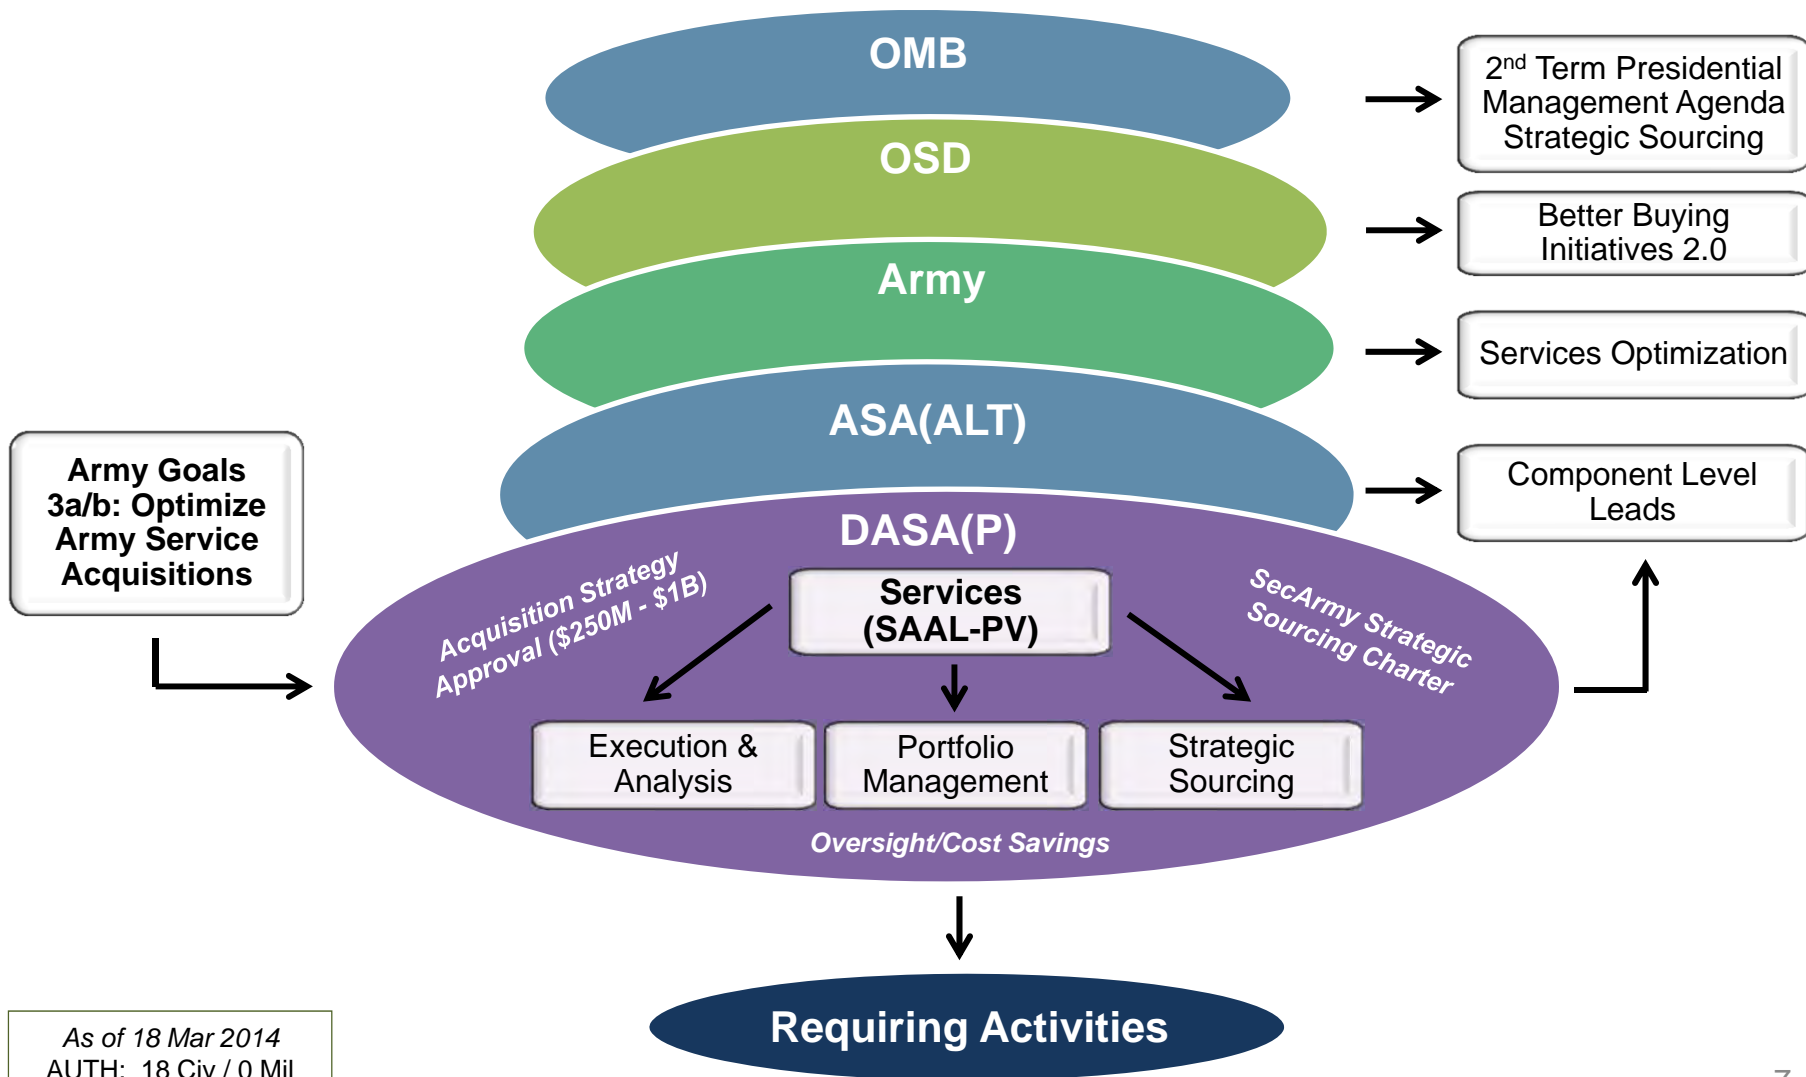 OMB
2nd Term Presidential
Management Agenda
Strategic Sourcing
OSD
Better Buying
Initiatives 2.0
Army
Services Optimization
ASA(ALT)
Component Level
Leads
Army Goals
3a/b: Optimize
Army Service
Acquisitions
DASA(P)
Acquisition Strategy
Approval ($250M - $1B)
Services
(SAAL-PV)
SecArmy Strategic
Sourcing Charter
Execution &
Analysis
Portfolio
Management
Strategic
Sourcing
Oversight/Cost Savings
Requiring Activities
As of 18 Mar 2014
AUTH: 18 Civ / 0 Mil